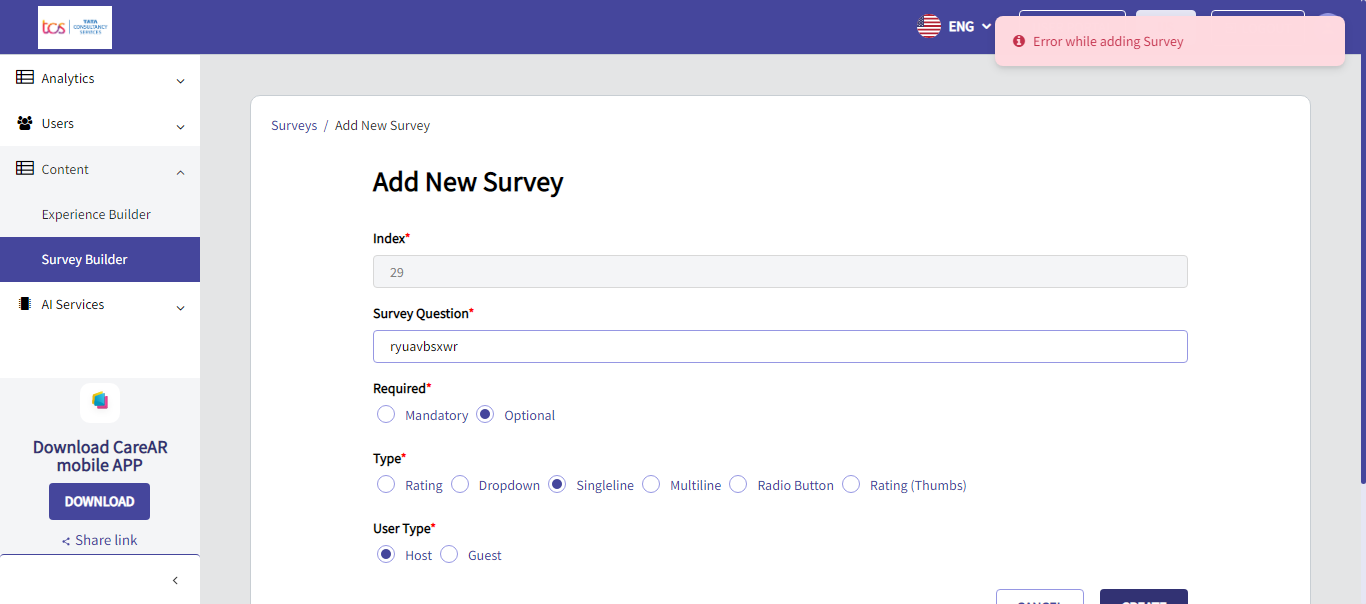 tcs TATA CONSULTANCY SERVICES
ENG
Error while adding Survey
Analytics
Users
Content
Experience Builder
Survey Builder
AI Services
Download CareAR
mobile APP
DOWNLOAD
Share link
Surveys / Add New Survey
Add New Survey
Index*
29
Survey Question*
ryuavbsxwr
Required*
Mandatory Optional
Type*
Rating Dropdown Singleline Multiline Radio Button Rating (Thumbs)
User Type*
Host Guest
CANCEL CREATE